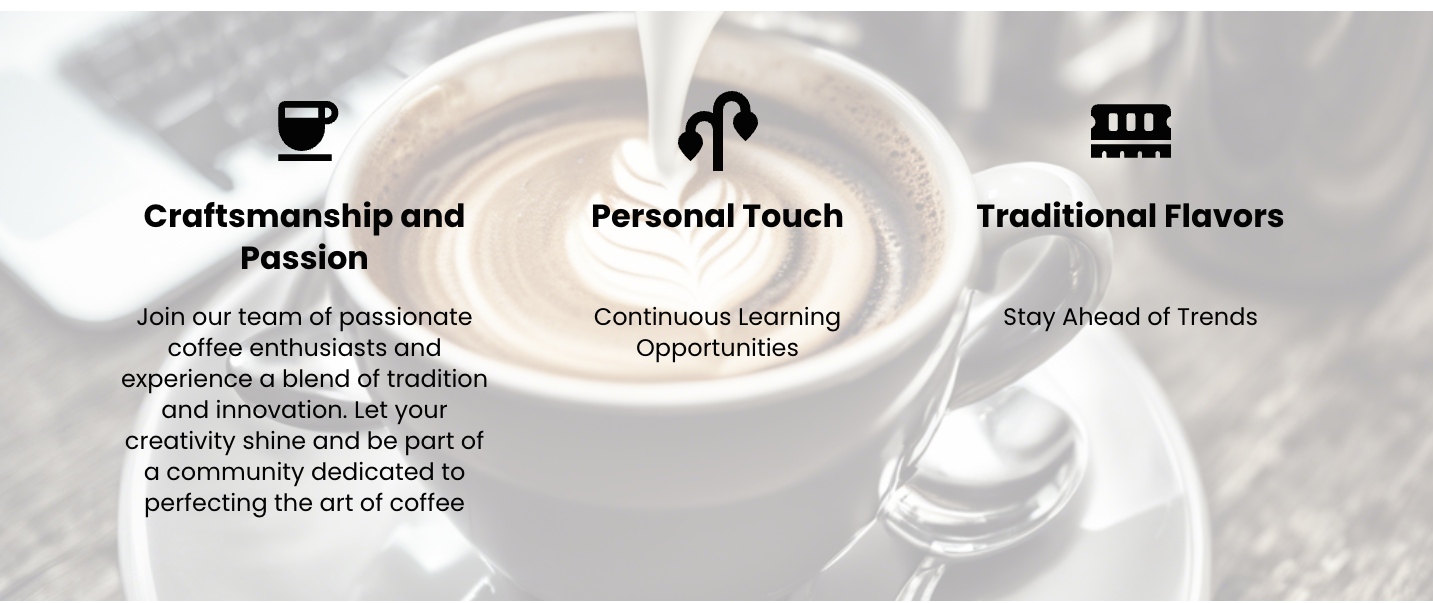 Craftsmanship and
Passion
Join our team of passionate
coffee enthusiasts and
experience a blend of tradition
and innovation. Let your
creativity shine and be part of
a community dedicated to
perfecting the art of coffee
Personal Touch
Continuous Learning
Opportunities
Traditional Flavors
Stay Ahead of Trends